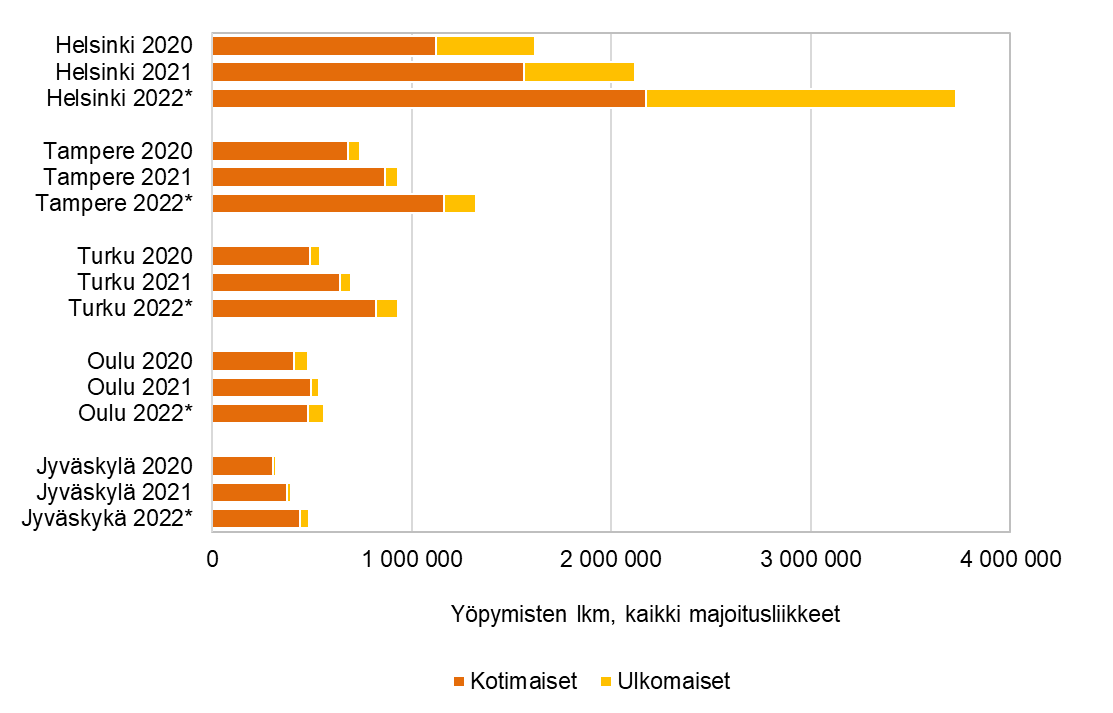 Helsinki 2020
Helsinki 2021
Helsinki 2022*
Tampere 2020
Tampere 2021
Tampere 2022*
Turku 2020
Turku 2021
Turku 2022*
Oulu 2020
Oulu 2021
Oulu 2022*
Jyväskylä 2020
Jyväskylä 2021
Jyväskykä 2022*
0 1 000 000 2 000 000 3 000 000 4 000 000
Yöpymisten lkm, kaikki majoitusliikkeet
Kotimaiset Ulkomaiset